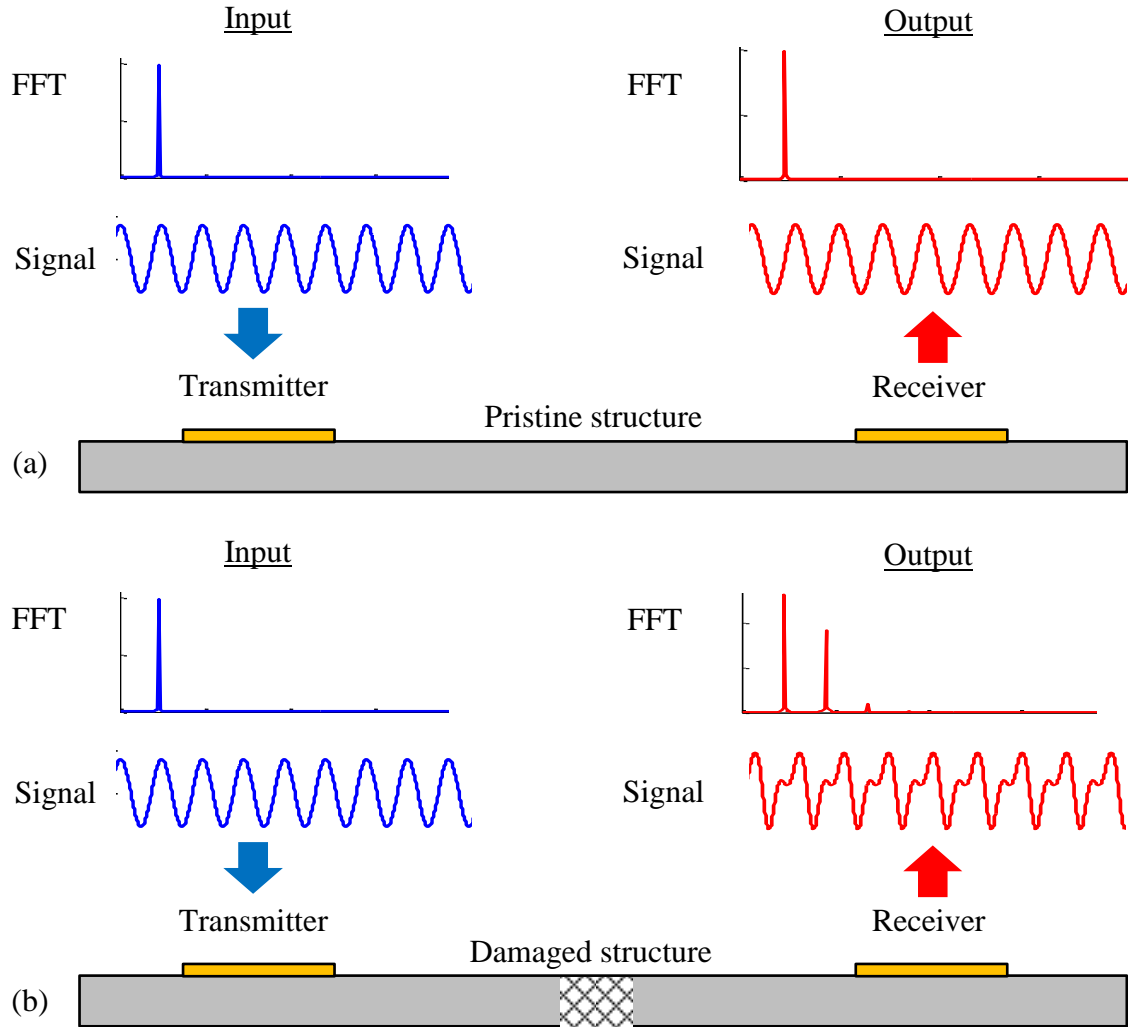 Input
Output
FFT
FFT
Signal
Signal
Transmitter
Receiver
Pristine structure
(a)
Input
Output
FFT
FFT
Signal
Signal
Transmitter
Receiver
Damaged structure
(b)